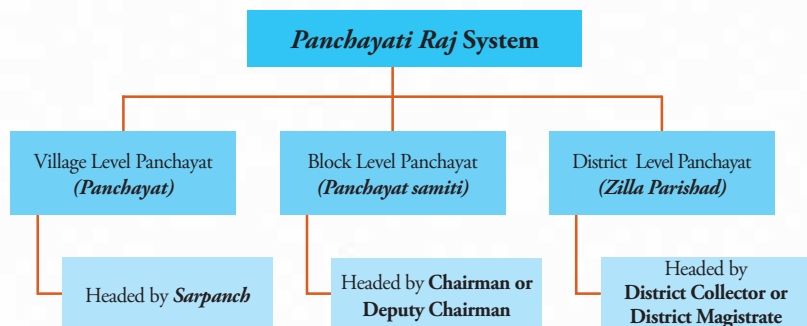 Panchayati Raj System
Village Level Panchayat
(Panchayat)
Block Level Panchayat
(Panchayat samiti)
District Level Panchayat
(Zilla Parishad)
Headed by Sarpanch
Headed by Chairman or
Deputy Chairman
Headed by
District Collector or
District Magistrate